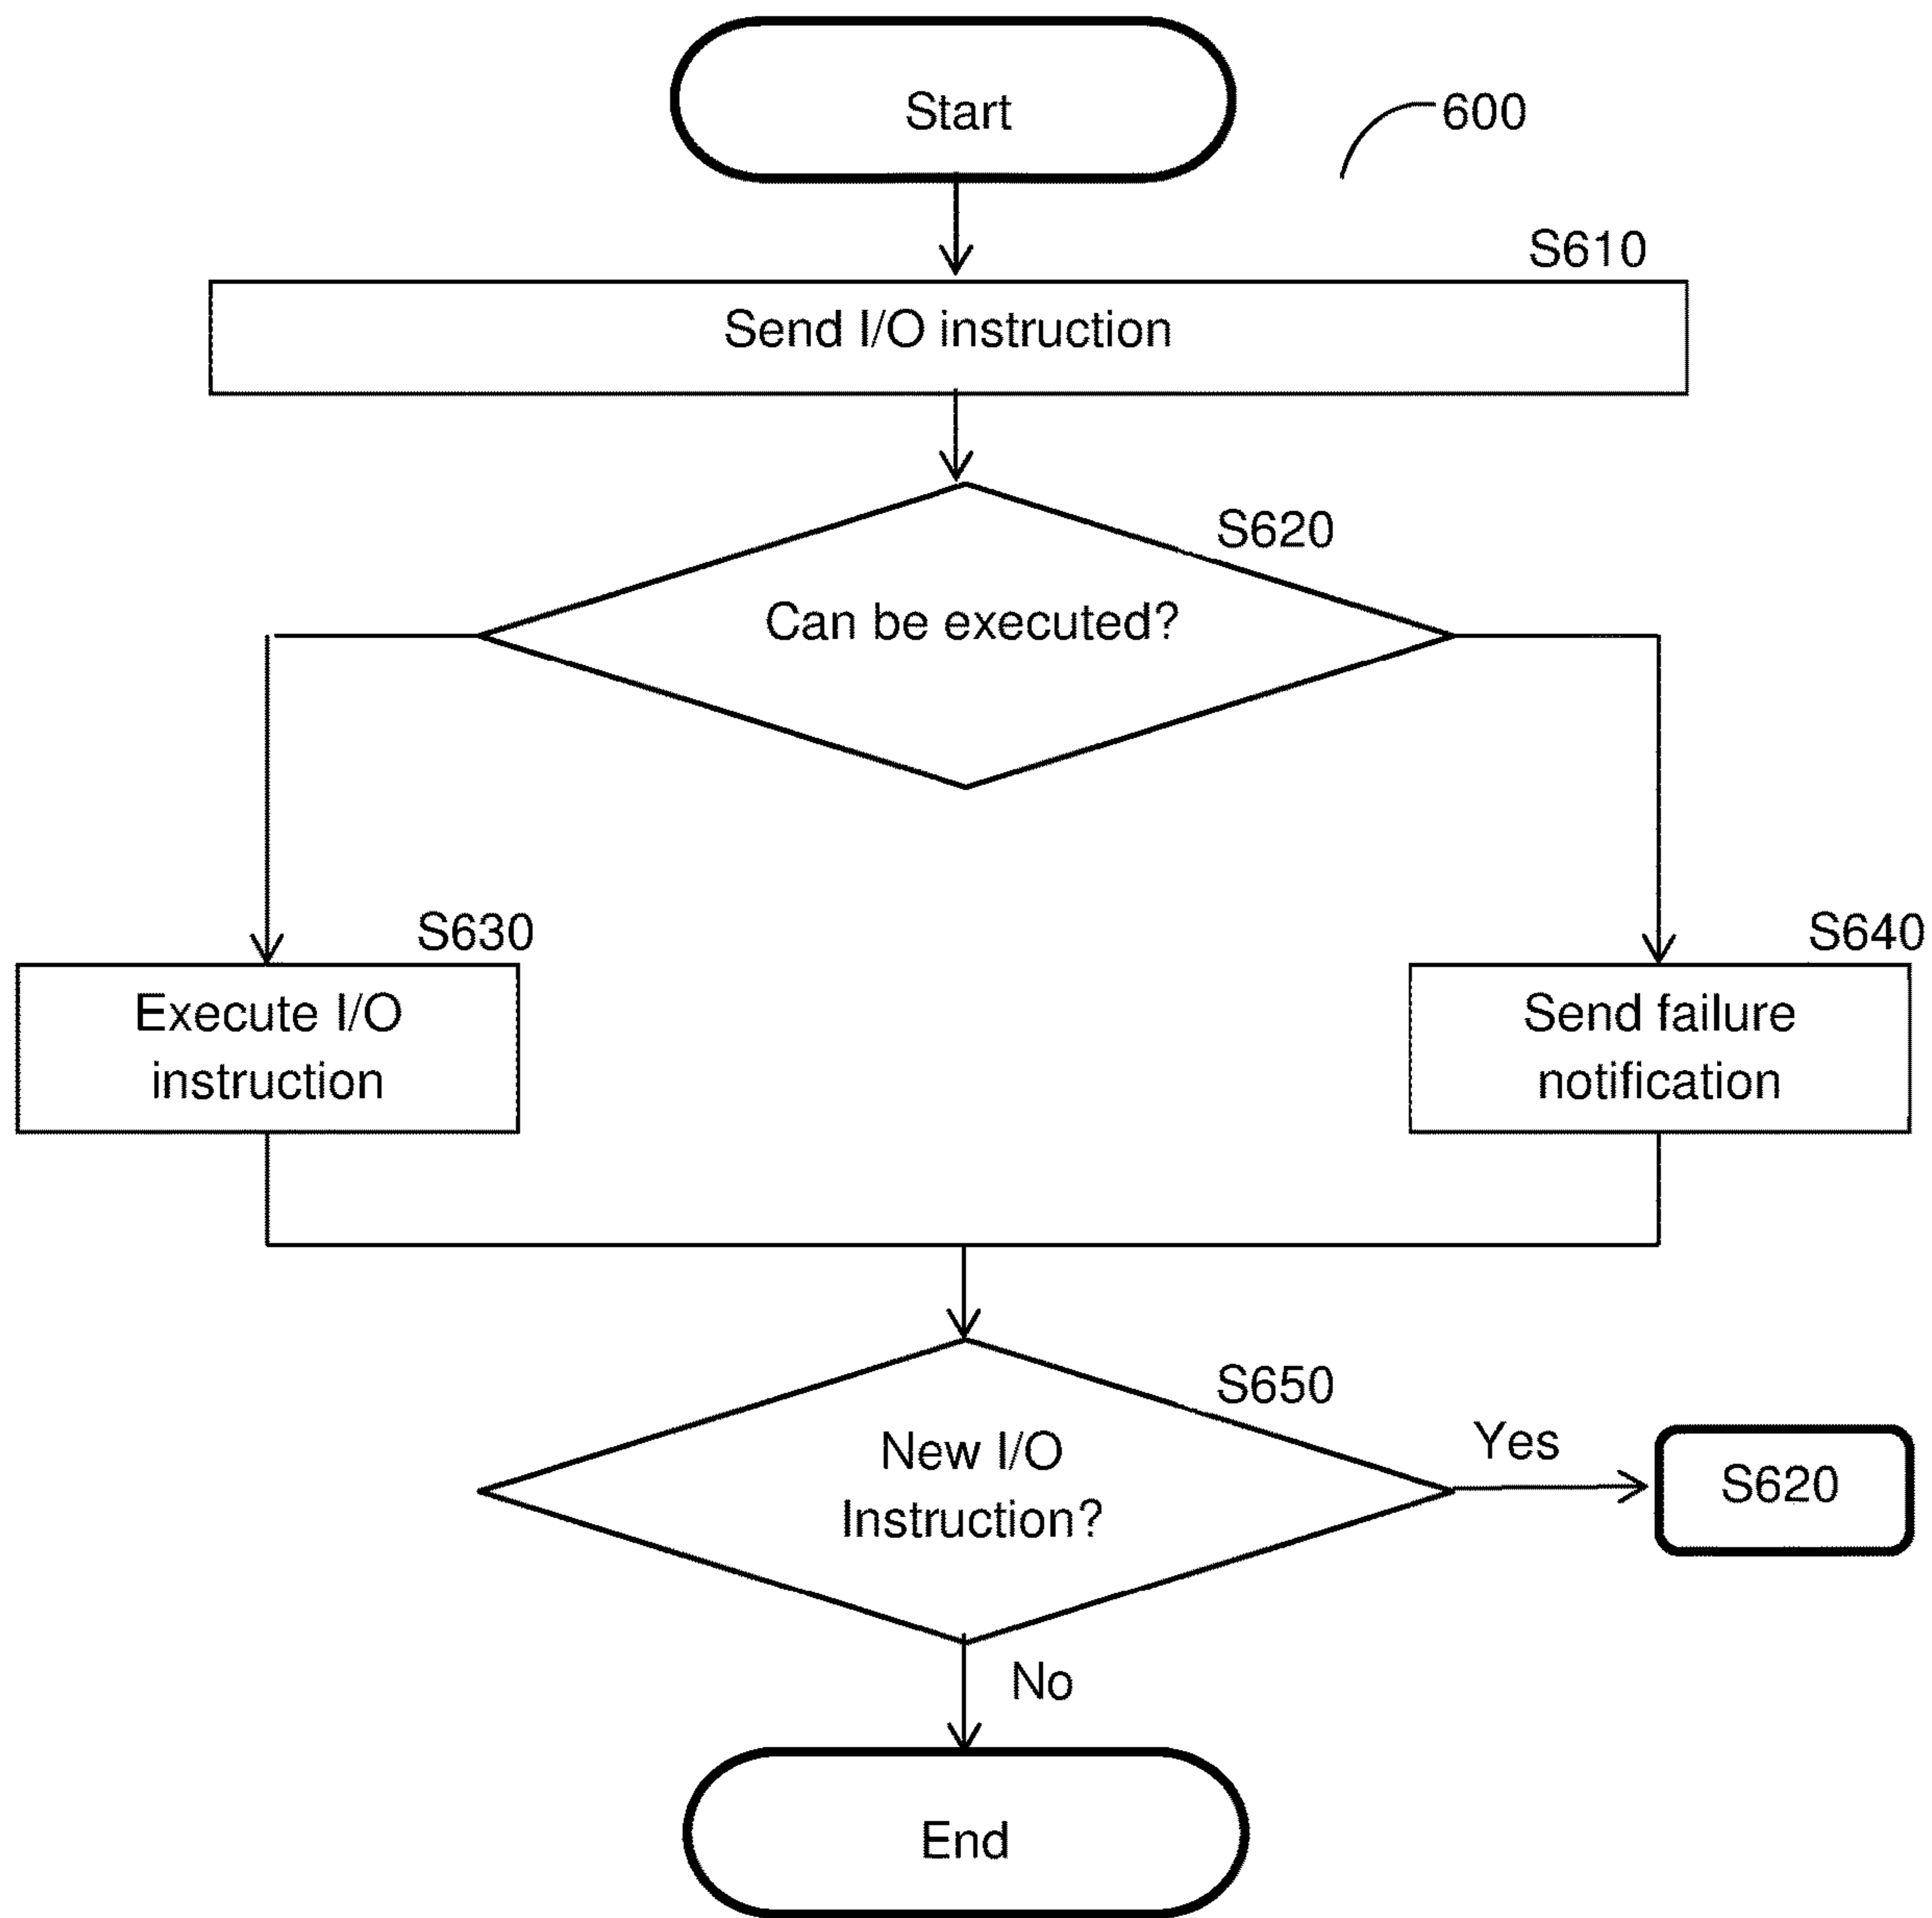 Start
600
S610
Send I/O instruction
S620
Can be executed?
S630
Execute I/O
instruction
S640
Send failure
notification
S650
New I/O
Instruction?
Yes
S620
No
End